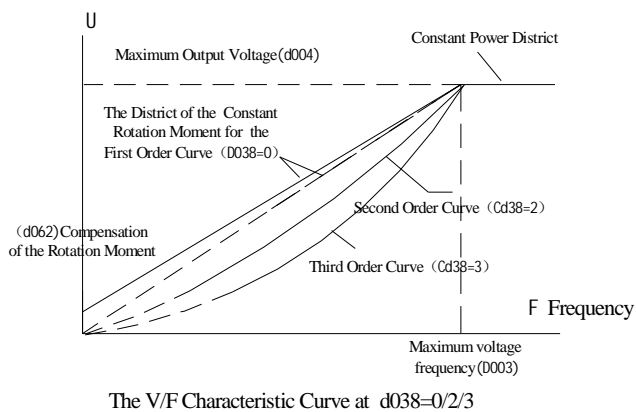 U
Maximum Output Voltage(d004)
Constant Power District
The District of the Constant
Rotation Moment for the
First Order Curve (D038=0)
Second Order Curve (Cd38=2)
(d062)Compensation
of the Rotation Moment
Third Order Curve (Cd38=3)
F Frequency
Maximum voltage
frequency(D003)
The V/F Characteristic Curve at d038=0/2/3